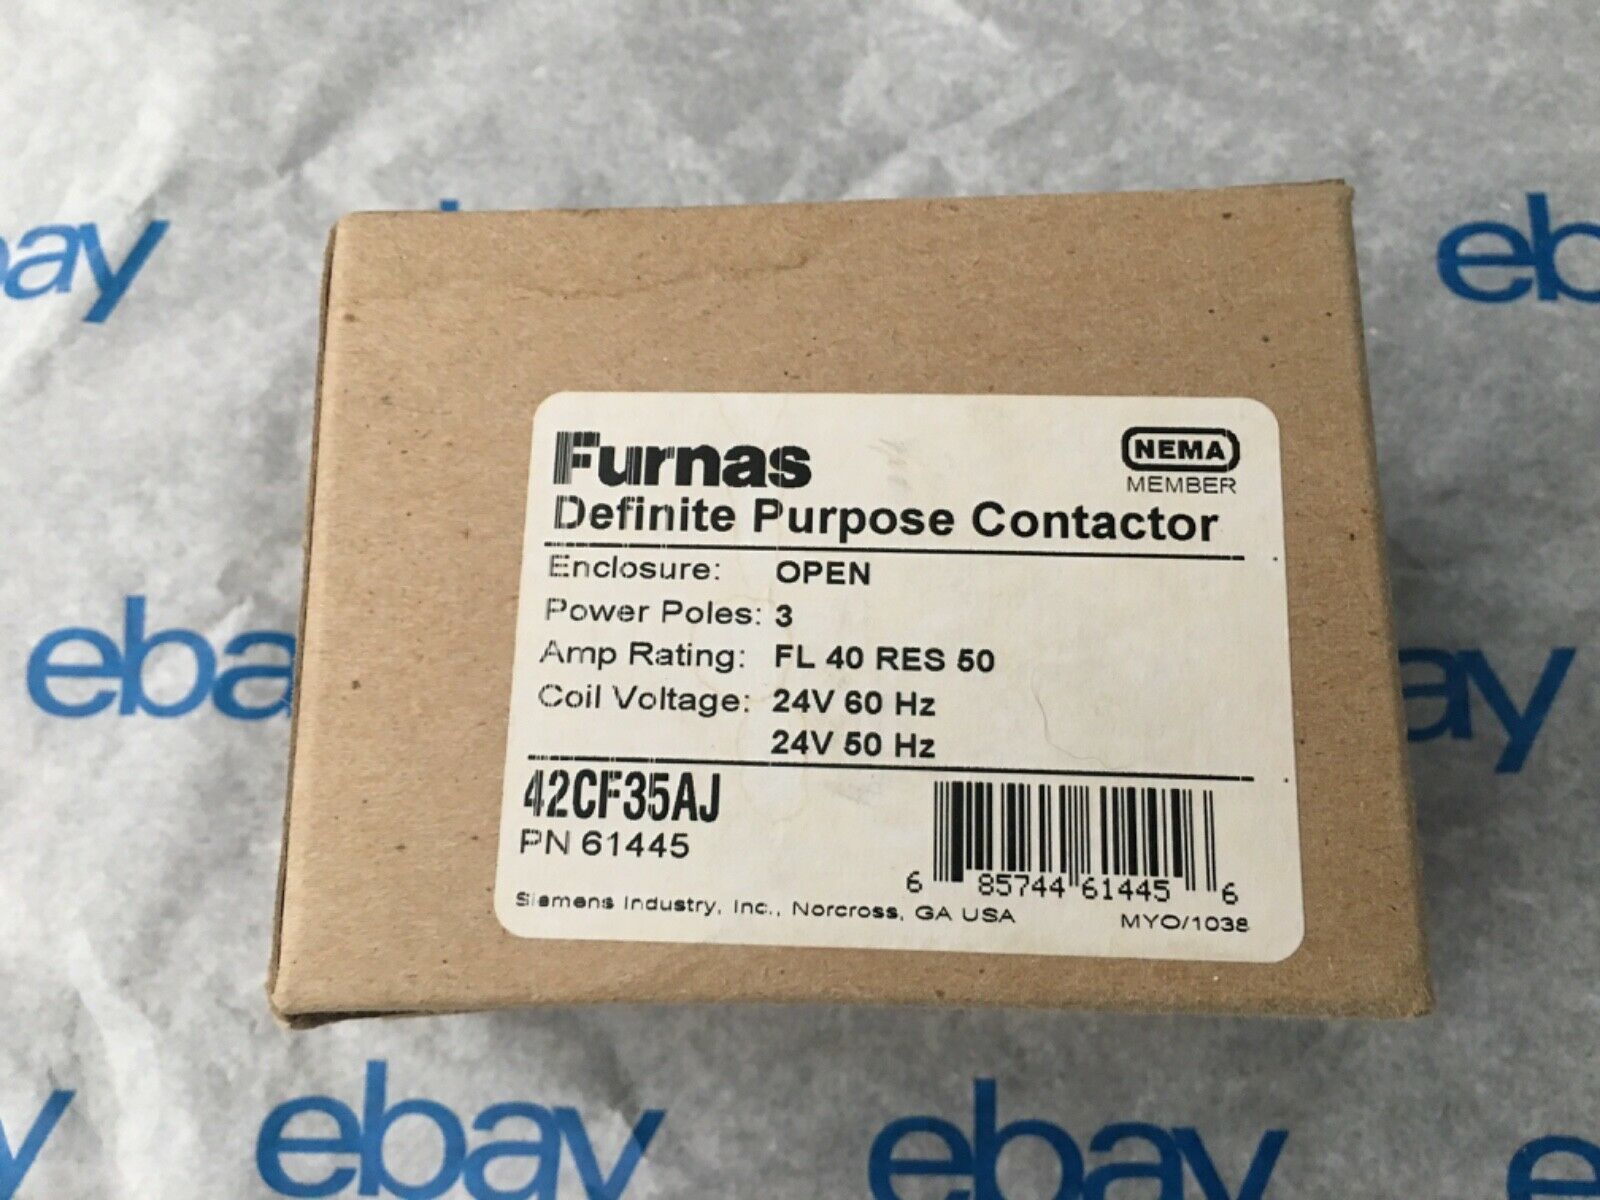 ebay
ebay
Furnas
NEMA
MEMBER
Definite Purpose Contactor
Enclosure: OPEN
Power Poles: 3
Amp Rating: FL 40 RES 50
Coil Voltage: 24V 60 Hz
24V 50 Hz
42CF35AJ
PN 61445
6 85744 61445 6
Siemens Industry, Inc., Norcross, GA USA
MYO/1038
ebay
ebay
ebay
ebay